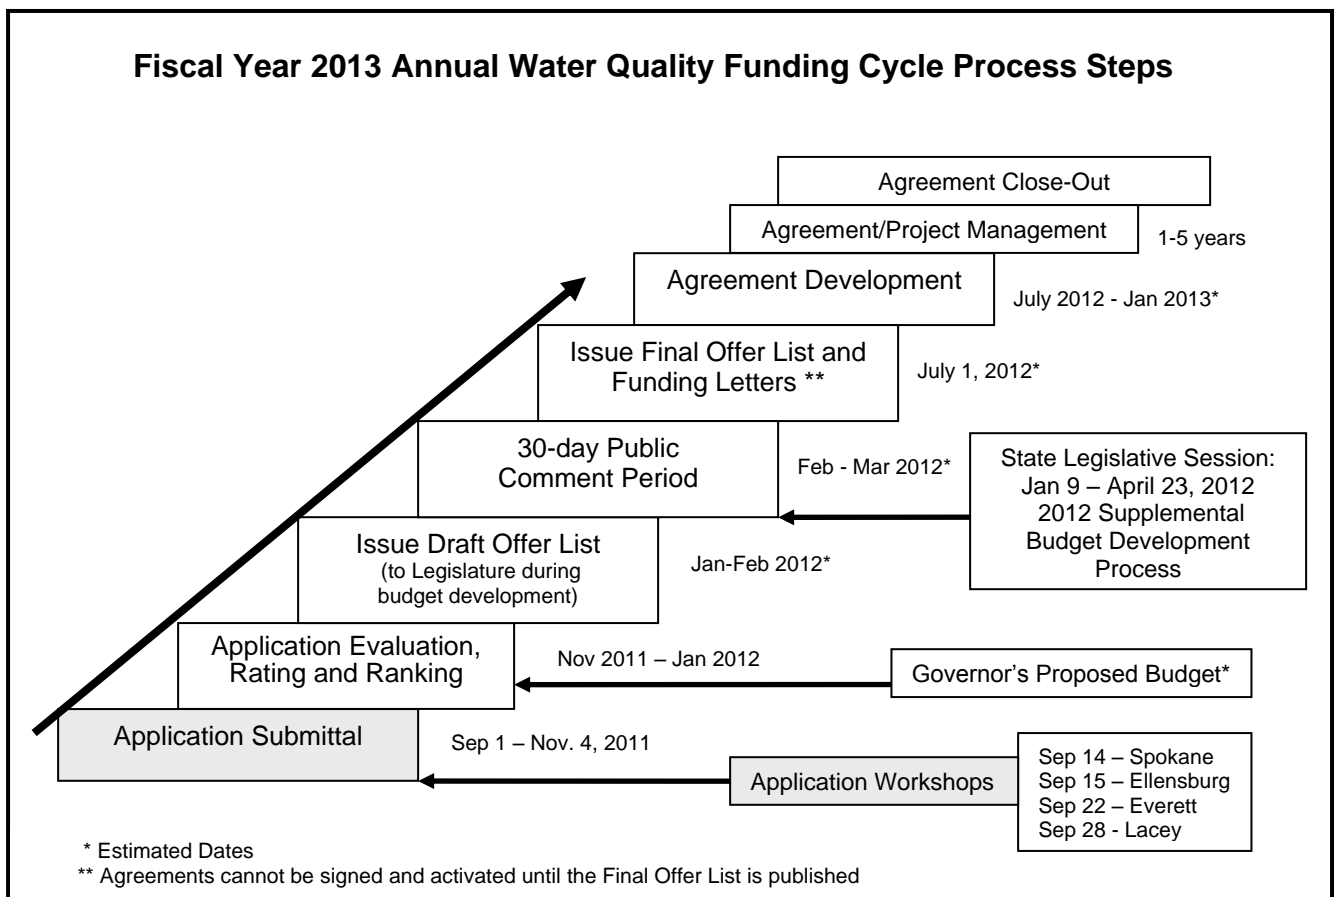 Fiscal Year 2013 Annual Water Quality Funding Cycle Process Steps
Agreement Close-Out
Agreement/Project Management
1-5 years
Agreement Development
July 2012 - Jan 2013*
Issue Final Offer List and
Funding Letters **
July 1, 2012*
30-day Public
Comment Period
Feb - Mar 2012*
State Legislative Session:
Jan 9 – April 23, 2012
2012 Supplemental
Budget Development
Process
Issue Draft Offer List
(to Legislature during
budget development)
Jan-Feb 2012*
Application Evaluation,
Rating and Ranking
Nov 2011 – Jan 2012
Governor's Proposed Budget*
Application Submittal
Sep 1 – Nov. 4, 2011
Application Workshops
Sep 14 – Spokane
Sep 15 – Ellensburg
Sep 22 – Everett
Sep 28 - Lacey
* Estimated Dates
** Agreements cannot be signed and activated until the Final Offer List is published